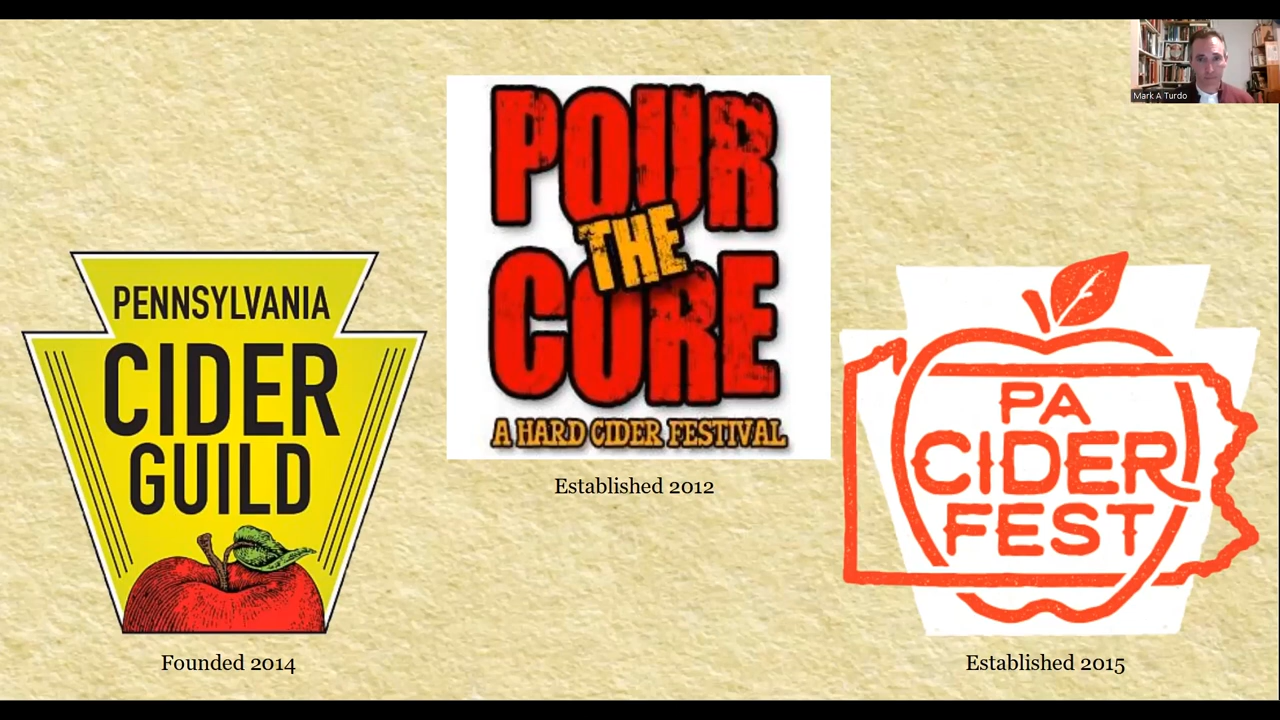 Mark A Turdo
POUR
THE
CORE
A HARD CIDER FESTIVAL
Established 2012
PENNSYLVANIA
CIDER
GUILD
Founded 2014
PA
CIDER
FEST
Established 2015